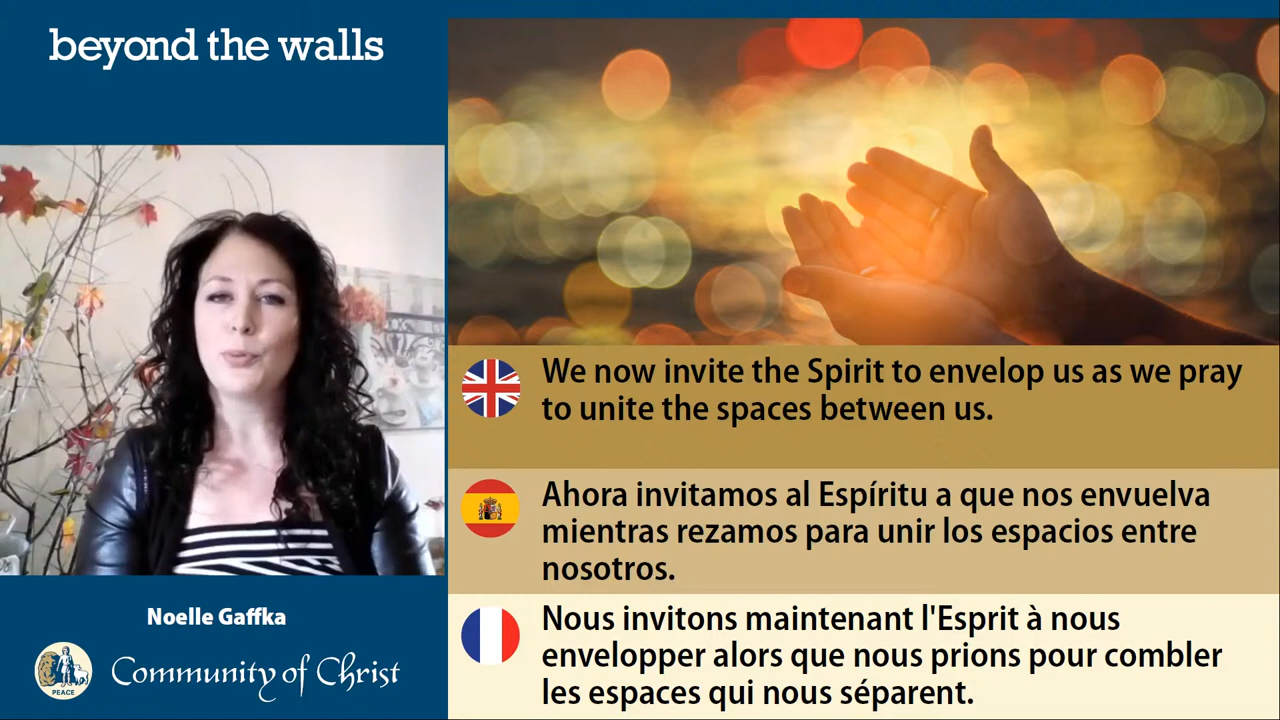 beyond the walls
We now invite the Spirit to envelop us as we pray
to unite the spaces between us.
Ahora invitamos al Espíritu a que nos envuelva
mientras rezamos para unir los espacios entre
nosotros.
Nous invitons maintenant l'Esprit à nous
envelopper alors que nous prions pour combler
les espaces qui nous séparent.
Noelle Gaffka
PEACE
Community of Christ